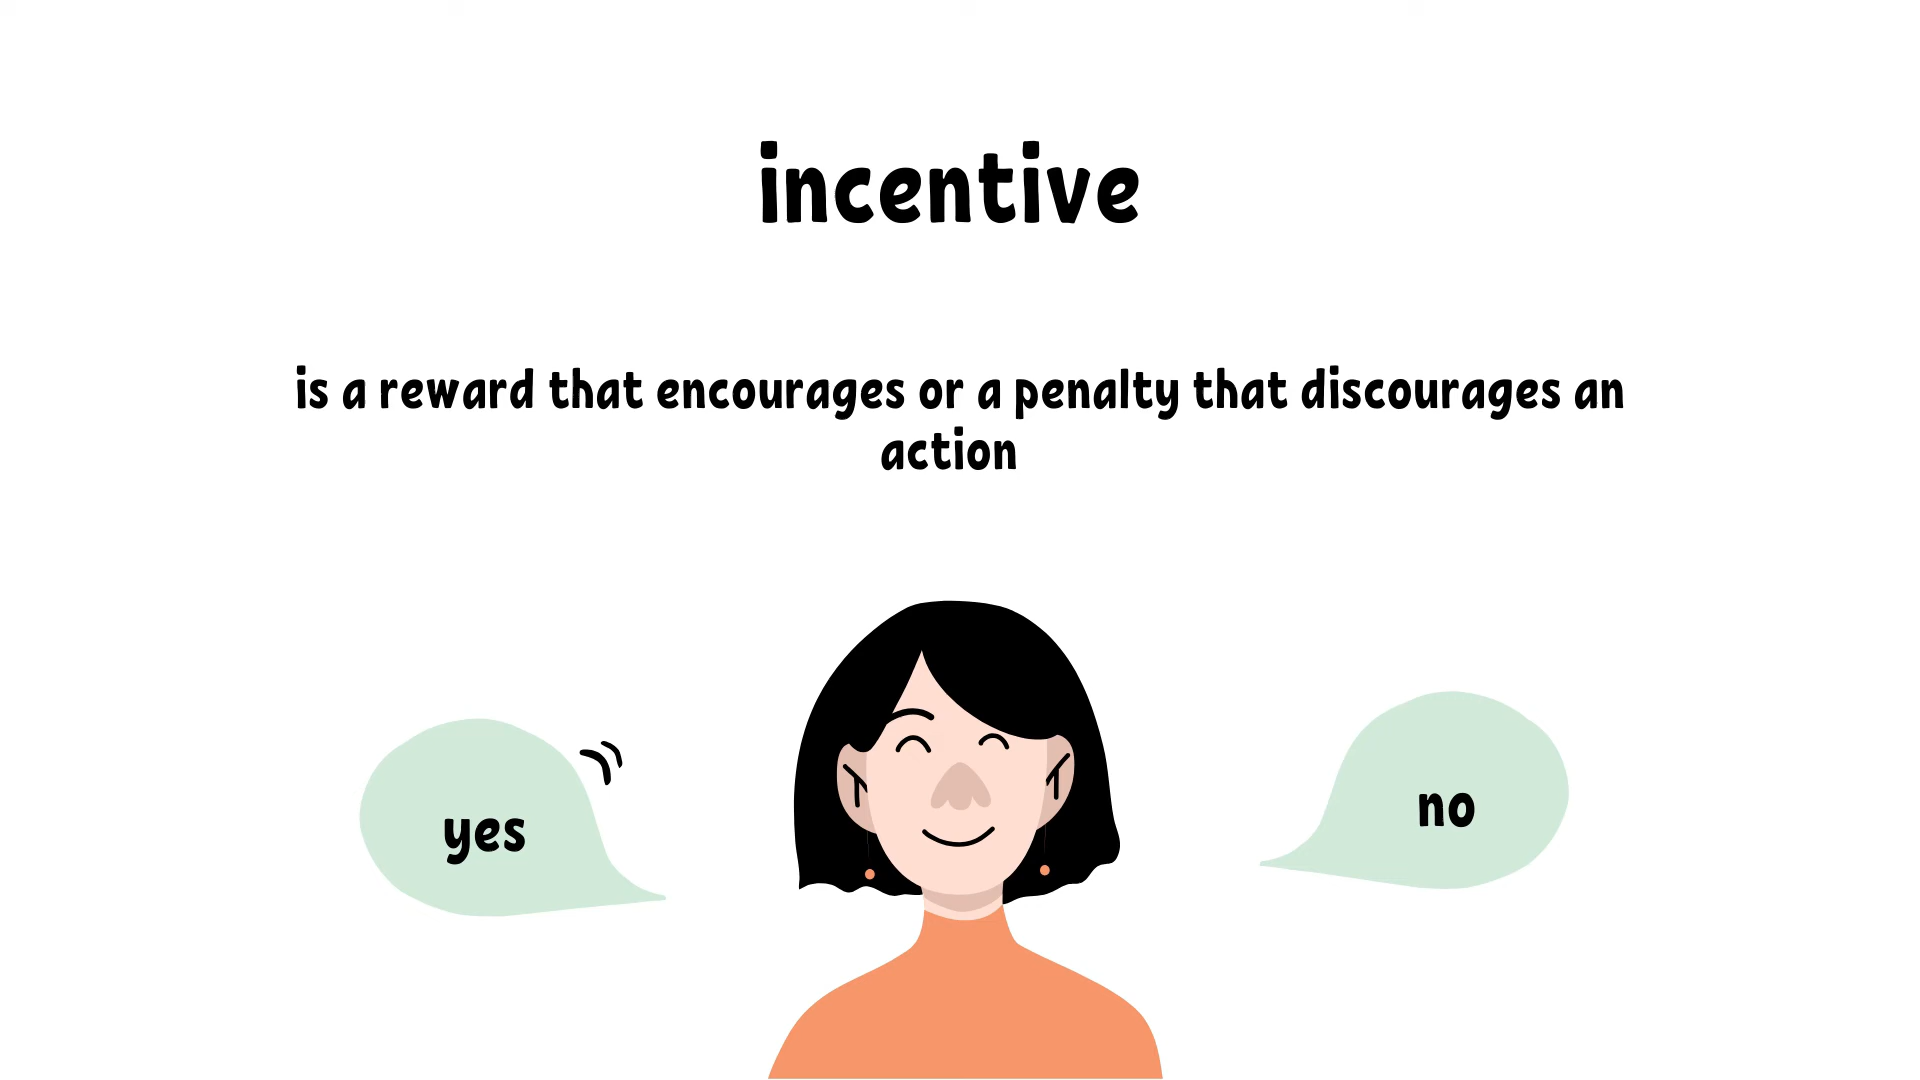 incentive
is a reward that encourages or a penalty that discourages an
action
yes
no